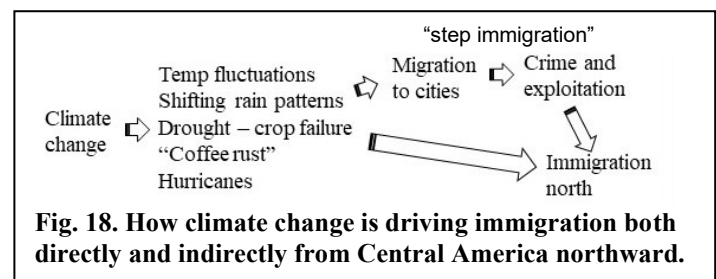 “step immigration”
Climate
change
Temp fluctuations
Shifting rain patterns
Drought – crop failure
“Coffee rust”
Hurricanes
Migration
to cities
Crime and
exploitation
Immigration
north
Fig. 18. How climate change is driving immigration both
directly and indirectly from Central America northward.